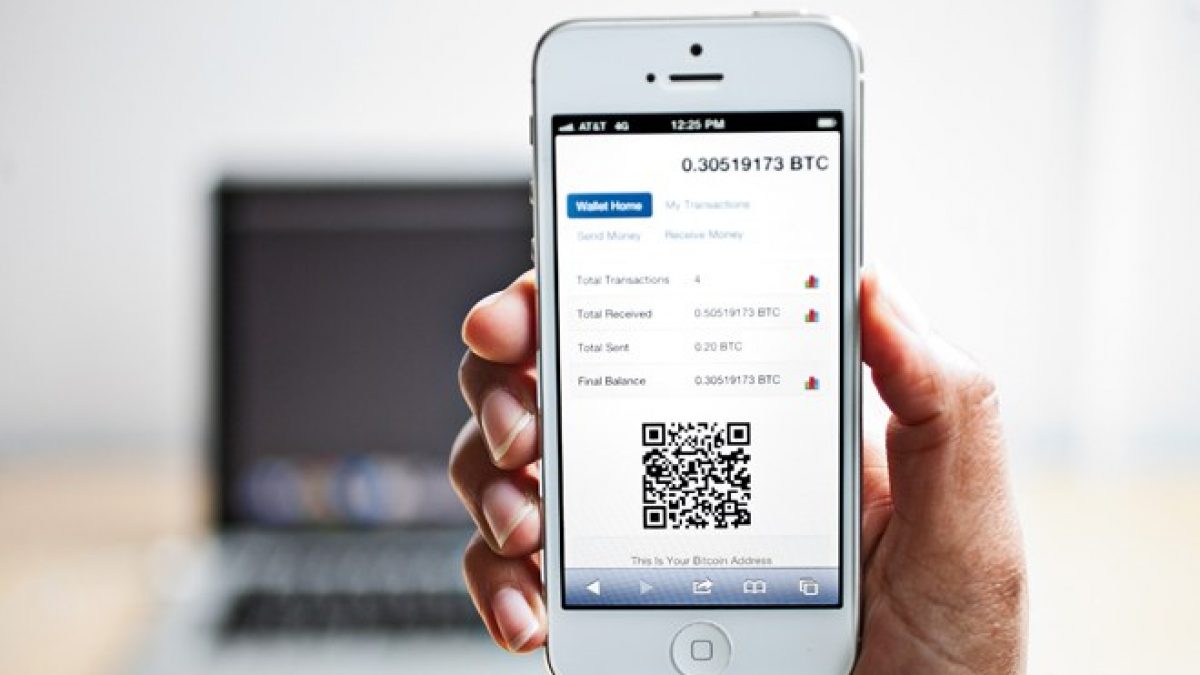 AT&T 4G 12:25 PM
0.30519173 BTC
Wallet Home My Transactions
Send Money Receive Money
Total Transactions 4
Total Received 0.50519173 BTC
Total Sent 0.20 BTC
Final Balance 0.30519173 BTC
This Is Your Bitcoin Address